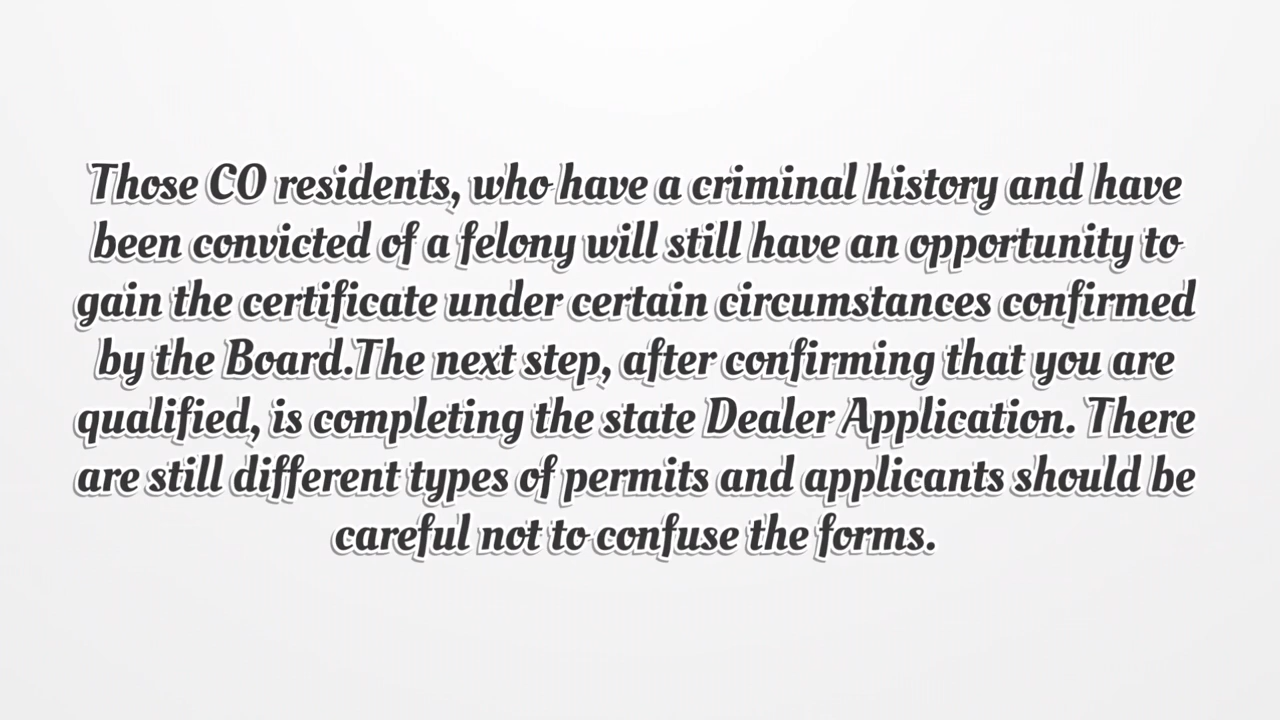 Those CO residents, who have a criminal history and have
been convicted of a felony will still have an opportunity to
gain the certificate under certain circumstances confirmed
by the Board.The next step, after confirming that you are
qualified, is completing the state Dealer Application. There
are still different types of permits and applicants should be
careful not to confuse the forms.